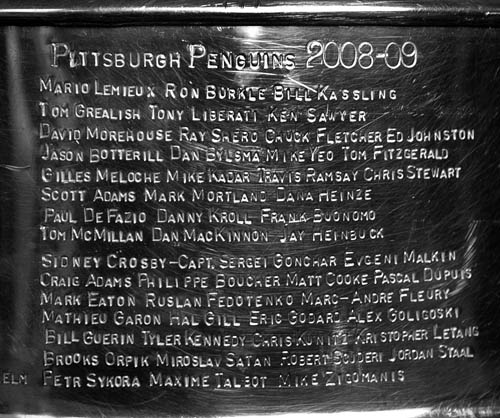 PITTSBURGH PENGUINS 2008-09
MARIO LEMIEUX RON BURKLE BILL KASSLING
TOM GREALISH TONY LIBERATI KEN SAWYER
DAVID MOREHOUSE RAY SHERO CHUCK FLETCHER ED JOHNSTON
JASON BOTTERILL DAN BYLSMA MIKE YEO TOM FITZGERALD
GILLES MELOCHE MIKE KADAR TRAVIS RAMSAY CHRIS STEWART
SCOTT ADAMS MARK MORTLAND DANA HEINZE
PAUL DEFAZIO DANNY KROLL FRANK BUONOMO
TOM MCMILLAN DAN MACKINNON JAY HEINBUCK
SIDNEY CROSBY-CAPT. SERGEI GONCHAR EVGENI MALKIN
CRAIG ADAMS PHILIPPE BOUCHER MATT COOKE PASCAL DUPUIS
MARK EATON RUSLAN FEDOTENKO MARC-ANDRE FLEURY
MATHIEU GARON HAL GILL ERIC GODARD ALEX GOLIGOSKI
BILL GUERIN TYLER KENNEDY CHRIS KUNITZ KRISTOPHER LETANG
BROOKS ORPIK MIROSLAV SATAN ROBERT SCUDERI JORDAN STAAL
ELM PETR SYKORA MAXIME TALBOT MIKE ZIGOMANIS